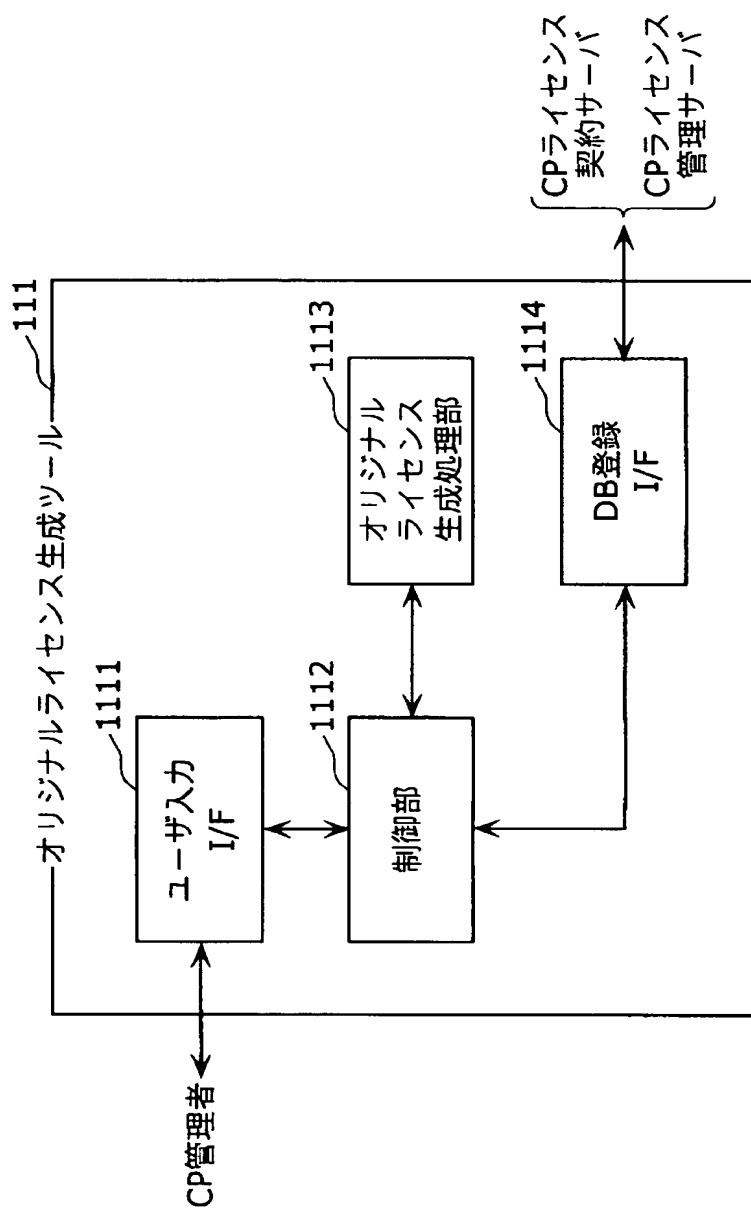 オリジナルライセンス生成ツール
111
CP管理者
ユーザ入力
I/F
1111
制御部
1112
オリジナル
ライセンス
生成処理部
1113
DB登録
I/F
1114
CPライセンス
契約サーバ
CPライセンス
管理サーバ